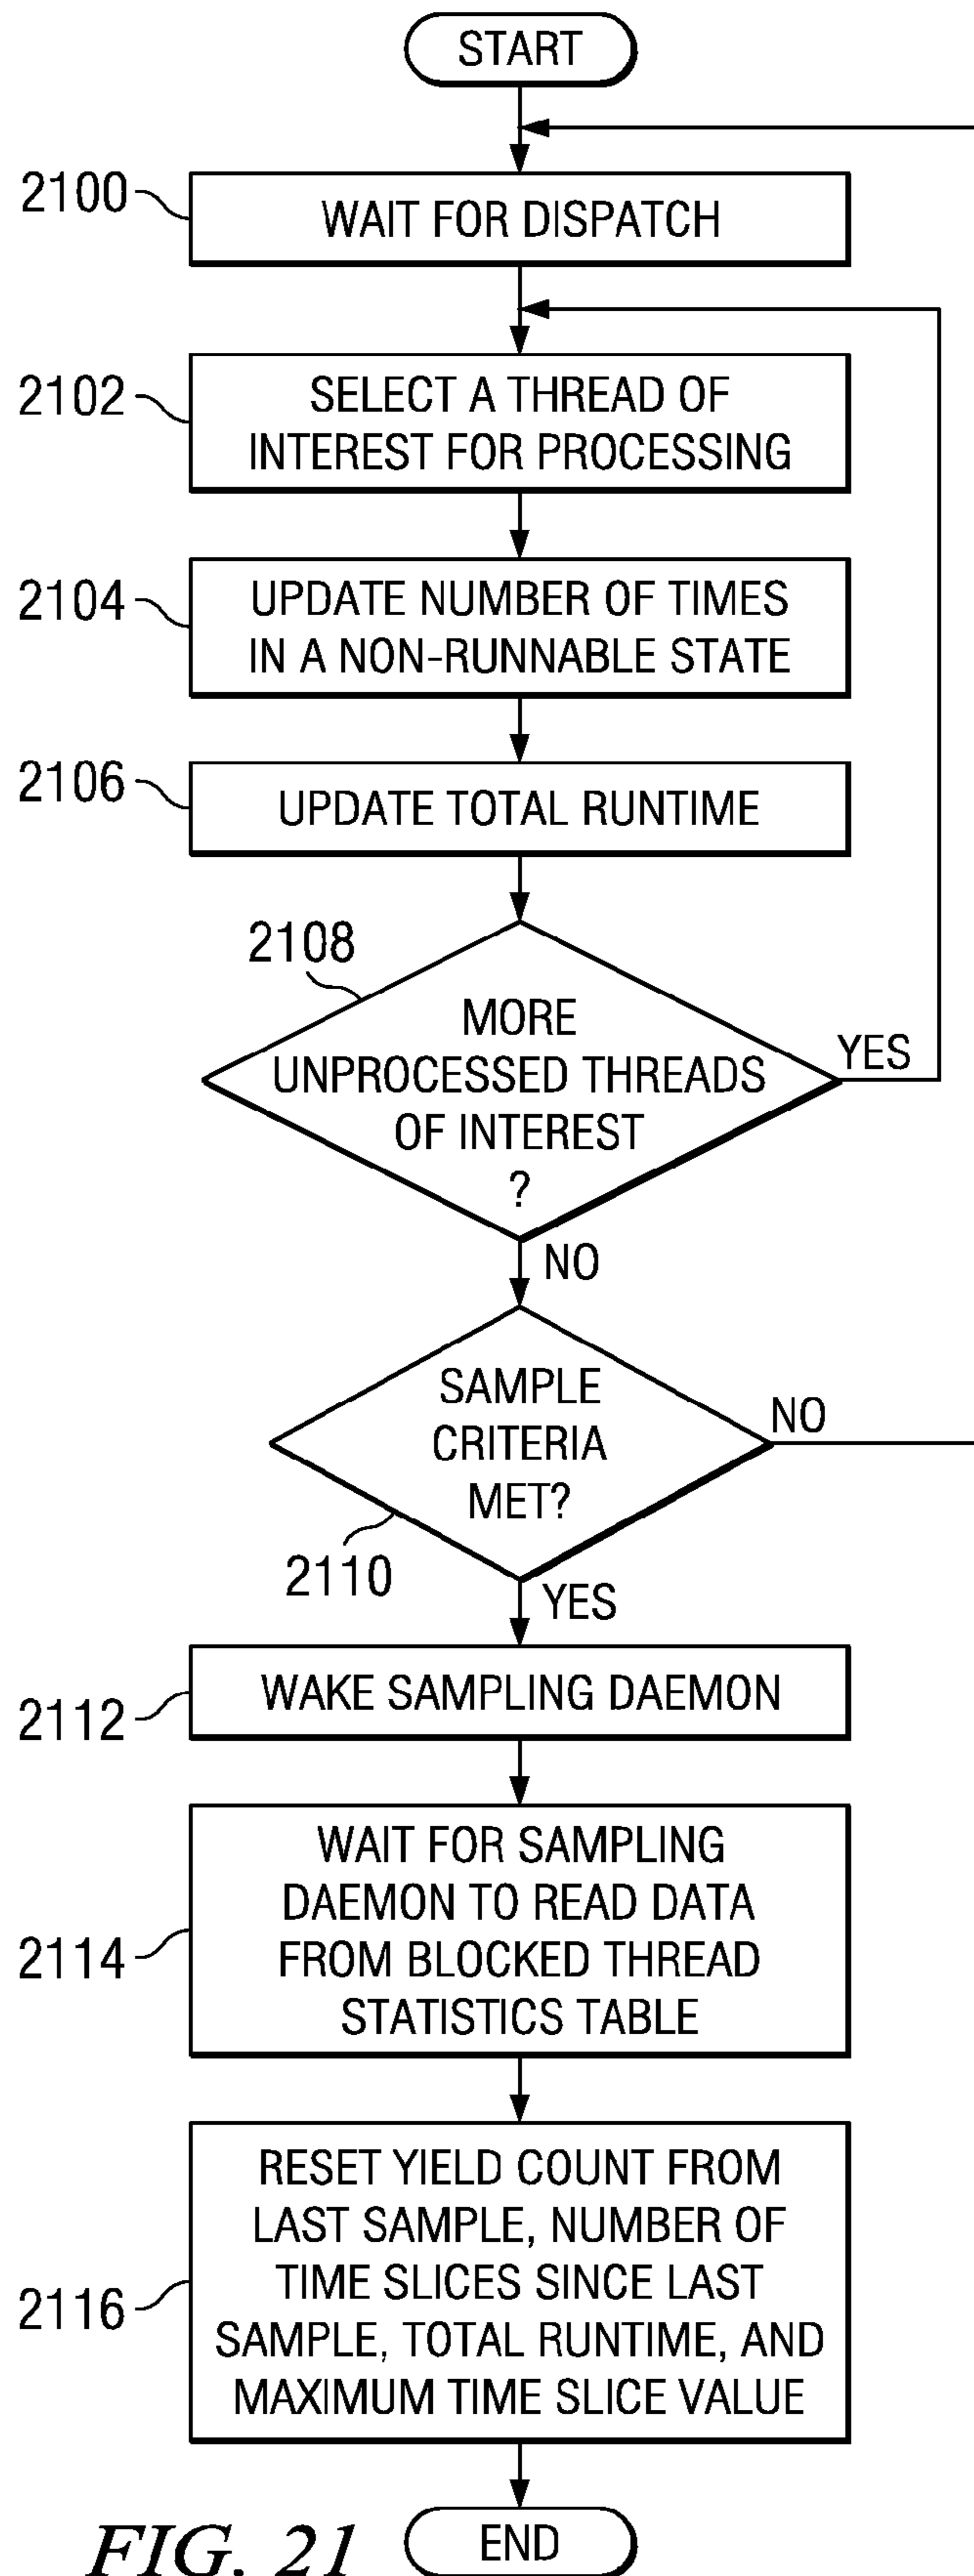 START
2100
WAIT FOR DISPATCH
2102
SELECT A THREAD OF
INTEREST FOR PROCESSING
2104
UPDATE NUMBER OF TIMES
IN A NON-RUNNABLE STATE
2106
UPDATE TOTAL RUNTIME
2108
MORE
UNPROCESSED THREADS
OF INTEREST
?
YES
NO
SAMPLE
CRITERIA
MET?
NO
2110
YES
2112
WAKE SAMPLING DAEMON
2114
WAIT FOR SAMPLING
DAEMON TO READ DATA
FROM BLOCKED THREAD
STATISTICS TABLE
2116
RESET YIELD COUNT FROM
LAST SAMPLE, NUMBER OF
TIME SLICES SINCE LAST
SAMPLE, TOTAL RUNTIME, AND
MAXIMUM TIME SLICE VALUE
FIG. 21
END